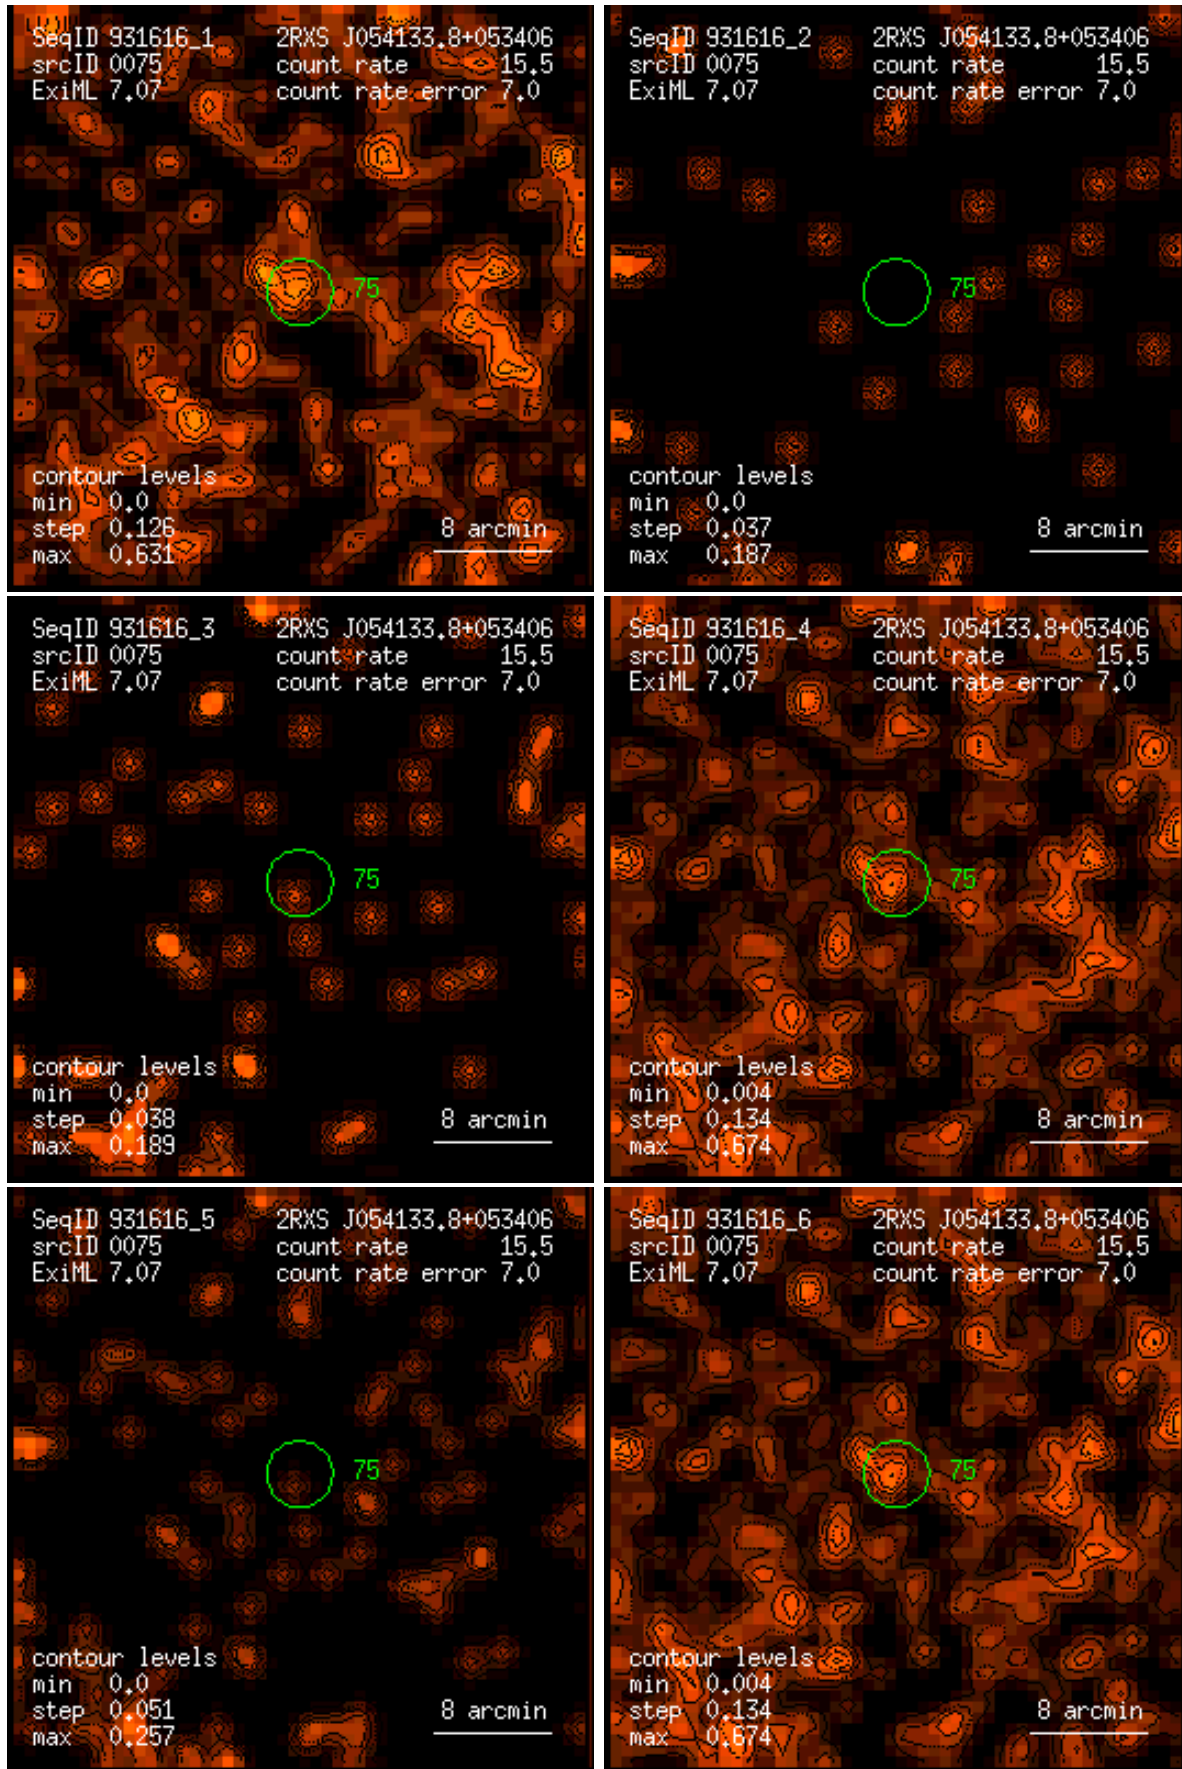 SeqID 931616_1 2RXS J054133.8+053406
srcID 0075 count rate 15.5
ExiML 7.07 count rate error 7.0
75
contour levels
min 0.0
step 0.126
max 0.631
8 arcmin
SeqID 931616_2 2RXS J054133.8+053406
srcID 0075 count rate 15.5
ExiML 7.07 count rate error 7.0
75
contour levels
min 0.0
step 0.037
max 0.187
8 arcmin
SeqID 931616_3 2RXS J054133.8+053406
srcID 0075 count rate 15.5
ExiML 7.07 count rate error 7.0
75
contour levels
min 0.0
step 0.038
max 0.189
8 arcmin
SeqID 931616_4 2RXS J054133.8+053406
srcID 0075 count rate 15.5
ExiML 7.07 count rate error 7.0
75
contour levels
min 0.004
step 0.134
max 0.674
8 arcmin
SeqID 931616_5 2RXS J054133.8+053406
srcID 0075 count rate 15.5
ExiML 7.07 count rate error 7.0
75
contour levels
min 0.0
step 0.051
max 0.257
8 arcmin
SeqID 931616_6 2RXS J054133.8+053406
srcID 0075 count rate 15.5
ExiML 7.07 count rate error 7.0
75
contour levels
min 0.004
step 0.134
max 0.674
8 arcmin